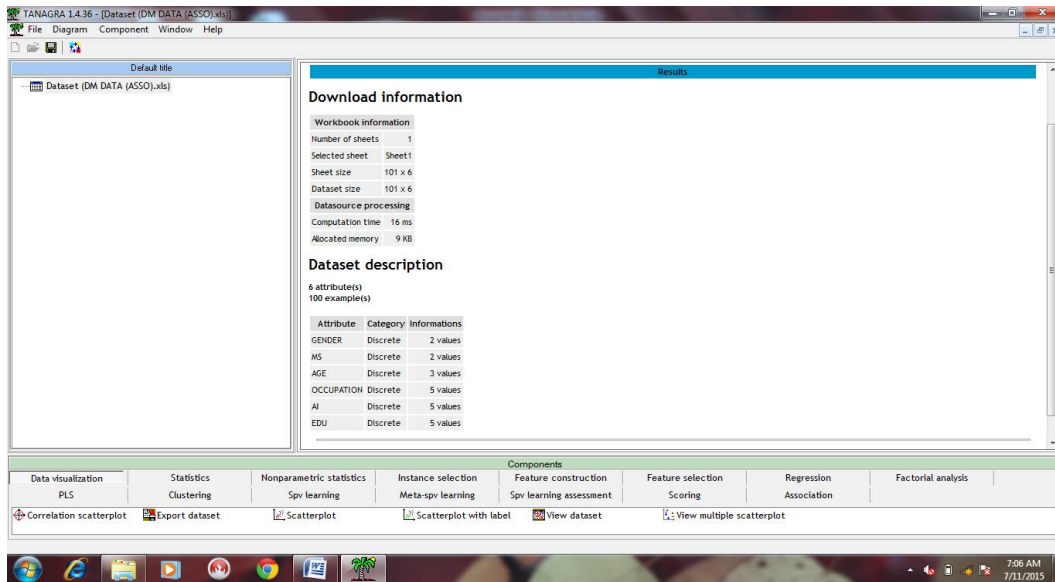 TANAGRA 1.4.36 - [Dataset (DM DATA (ASSO).xls)]
File Diagram Component Window Help
Default title
Dataset (DM DATA (ASSO).xls)
Results
Download information
Workbook information
Number of sheets 1
Selected sheet Sheet1
Sheet size 101 x 6
Dataset size 101 x 6
Datasource processing
Computation time 16 ms
Allocated memory 9 KB
Dataset description
6 attribute(s)
100 example(s)
Attribute Category Informations
GENDER Discrete 2 values
MS Discrete 2 values
AGE Discrete 3 values
OCCUPATION Discrete 5 values
AI Discrete 5 values
EDU Discrete 5 values
Components
Data visualization Statistics Nonparametric statistics Instance selection Feature construction Feature selection Regression Factorial analysis
PLS Clustering Spv learning Meta-spv learning Spv learning assessment Scoring Association
Correlation scatterplot Export dataset Scatterplot Scatterplot with label View dataset View multiple scatterplot
7:06 AM
7/11/2015